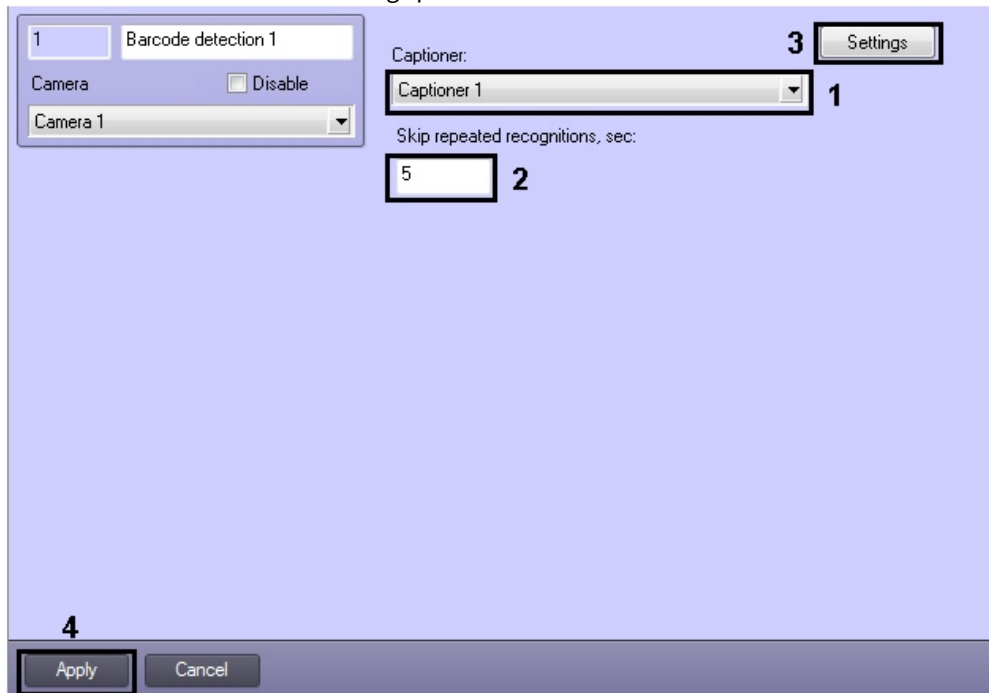 1 Barcode detection 1
Captioner:
3 Settings
Camera Disable
Captioner 1 1
Camera 1
Skip repeated recognitions, sec:
5 2
4
Apply Cancel